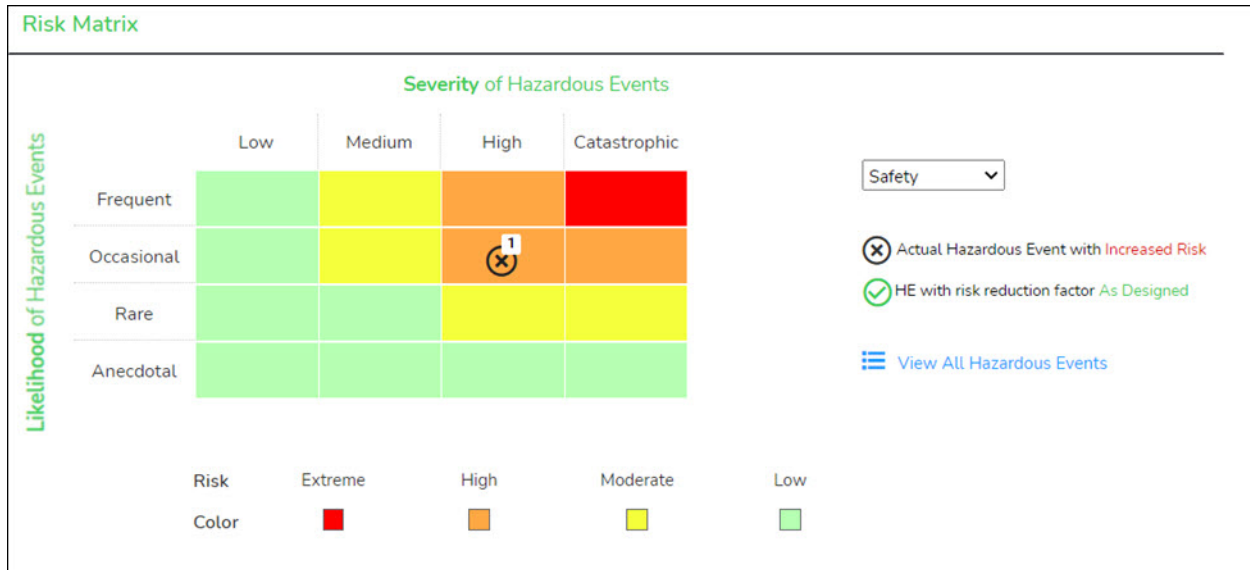 Risk Matrix
Severity of Hazardous Events
Likelihood of Hazardous Events
Low Medium High Catastrophic
Frequent
Occasional 1
Rare
Anecdotal
Safety
Actual Hazardous Event with Increased Risk
HE with risk reduction factor As Designed
View All Hazardous Events
Risk Extreme High Moderate Low
Color